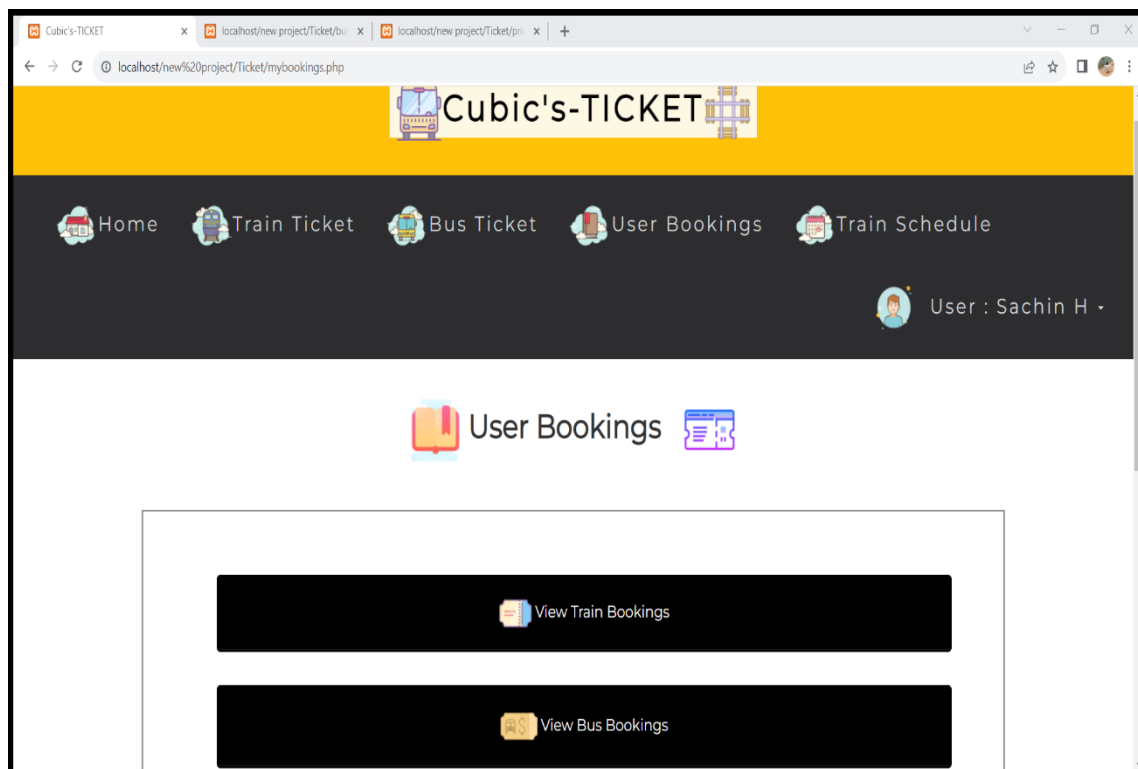 Cubic's-TICKET
localhost/new project/Ticket/bu
localhost/new project/Ticket/pri
localhost/new%20project/Ticket/mybookings.php
Cubic's-TICKET
Home Train Ticket Bus Ticket User Bookings Train Schedule
User : Sachin H
User Bookings
View Train Bookings
View Bus Bookings